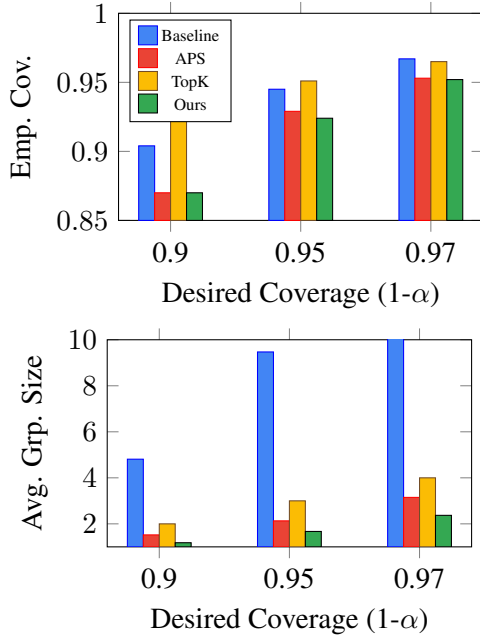 1
0.95
0.9
0.85
Emp. Cov.
Baseline
APS
TopK
Ours
0.9 0.95 0.97
Desired Coverage (1-α)
10
8
6
4
2
Avg. Grp. Size
0.9 0.95 0.97
Desired Coverage (1-α)